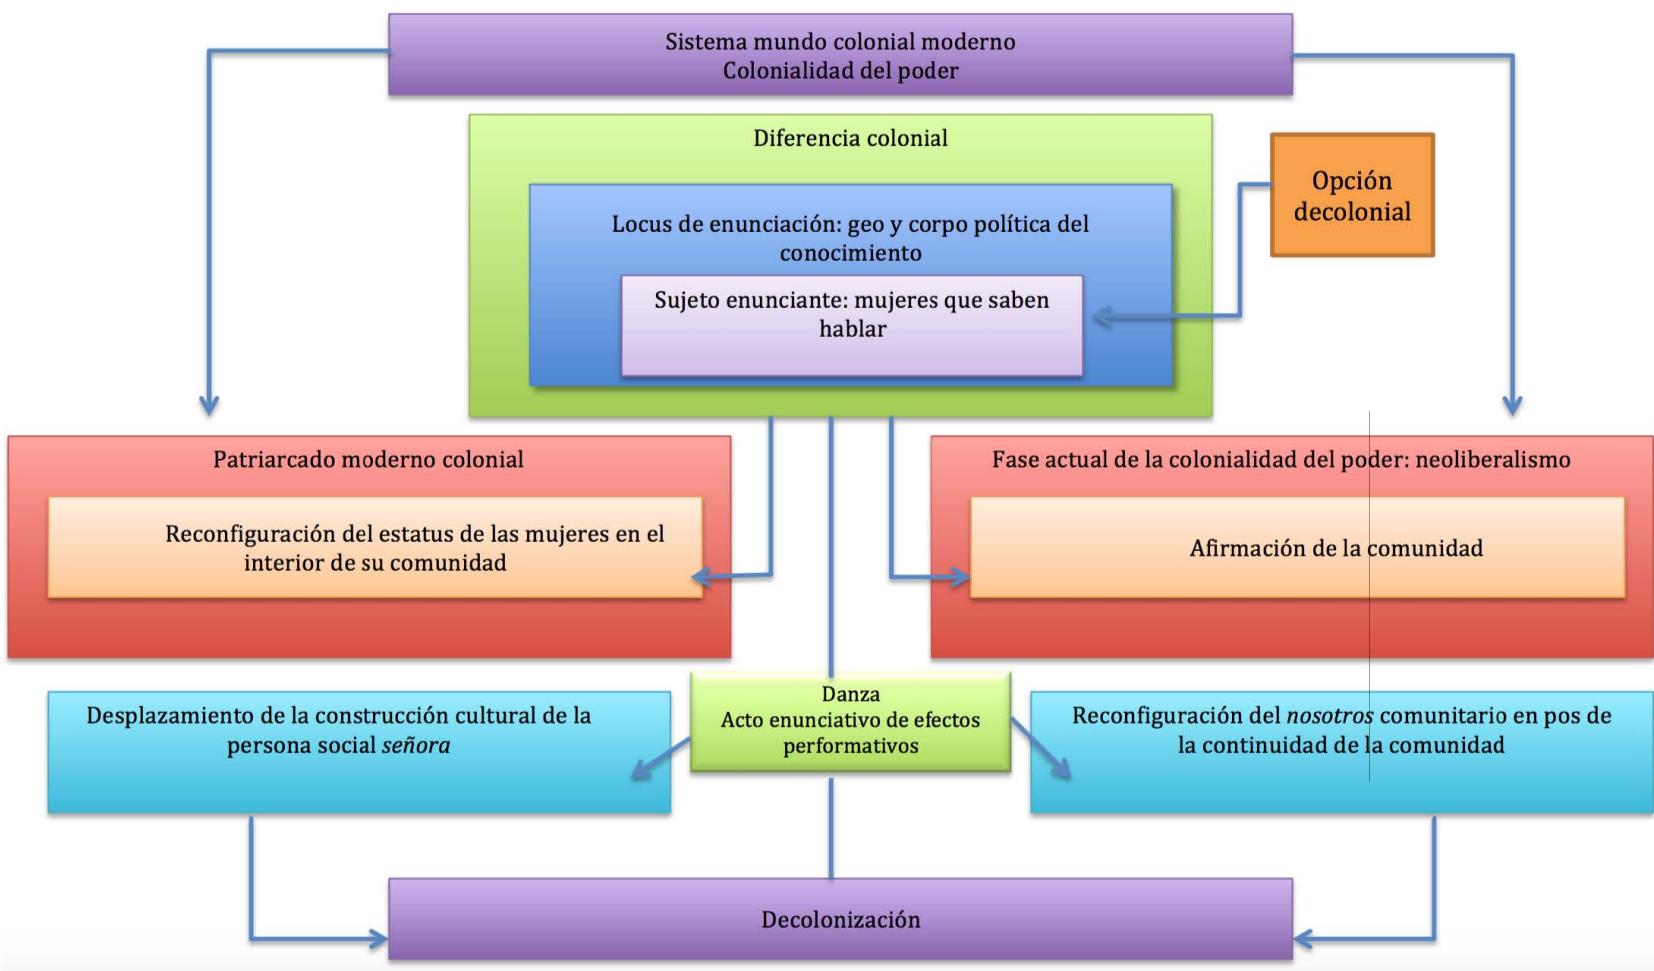 Sistema mundo colonial moderno
Colonialidad del poder
Diferencia colonial
Opción
decolonial
Locus de enunciación: geo y corpo política del
conocimiento
Sujeto enunciante: mujeres que saben
hablar
Patriarcado moderno colonial
Reconfiguración del estatus de las mujeres en el
interior de su comunidad
Fase actual de la colonialidad del poder: neoliberalismo
Afirmación de la comunidad
Desplazamiento de la construcción cultural de la
persona social señora
Danza
Acto enunciativo de efectos
performativos
Reconfiguración del nosotros comunitario en pos de
la continuidad de la comunidad
Decolonización